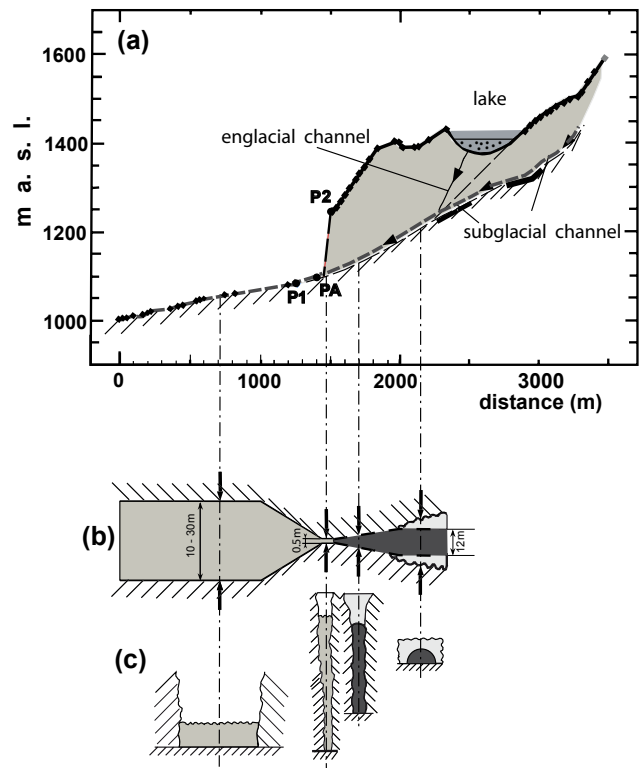 (a)
m a. s. l.
1600
1400
1200
1000
lake
englacial channel
P2
subglacial channel
P1
PA
0
1000
2000
3000
distance (m)
(b)
10 - 30m
0.5m
12m
(c)